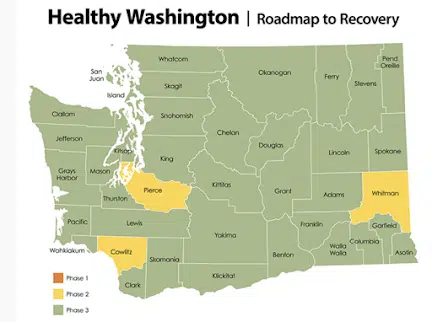 Healthy Washington | Roadmap to Recovery
Whatcom
Okanogan
Pend
Oreille
San
Juan
Ferry
Stevens
Skagit
Island
Clallam
Snohomish
Chelan
Jefferson
Douglas
Kitsap
King
Lincoln
Spokane
Grays
Harbor
Mason
Pierce
Kittitas
Grant
Adams
Whitman
Thurston
Pacific
Lewis
Yakima
Franklin
Garfield
Wahkiakum
Cowlitz
Skamania
Benton
Walla
Walla
Columbia
Asotin
Klickitat
Clark
Phase 1
Phase 2
Phase 3